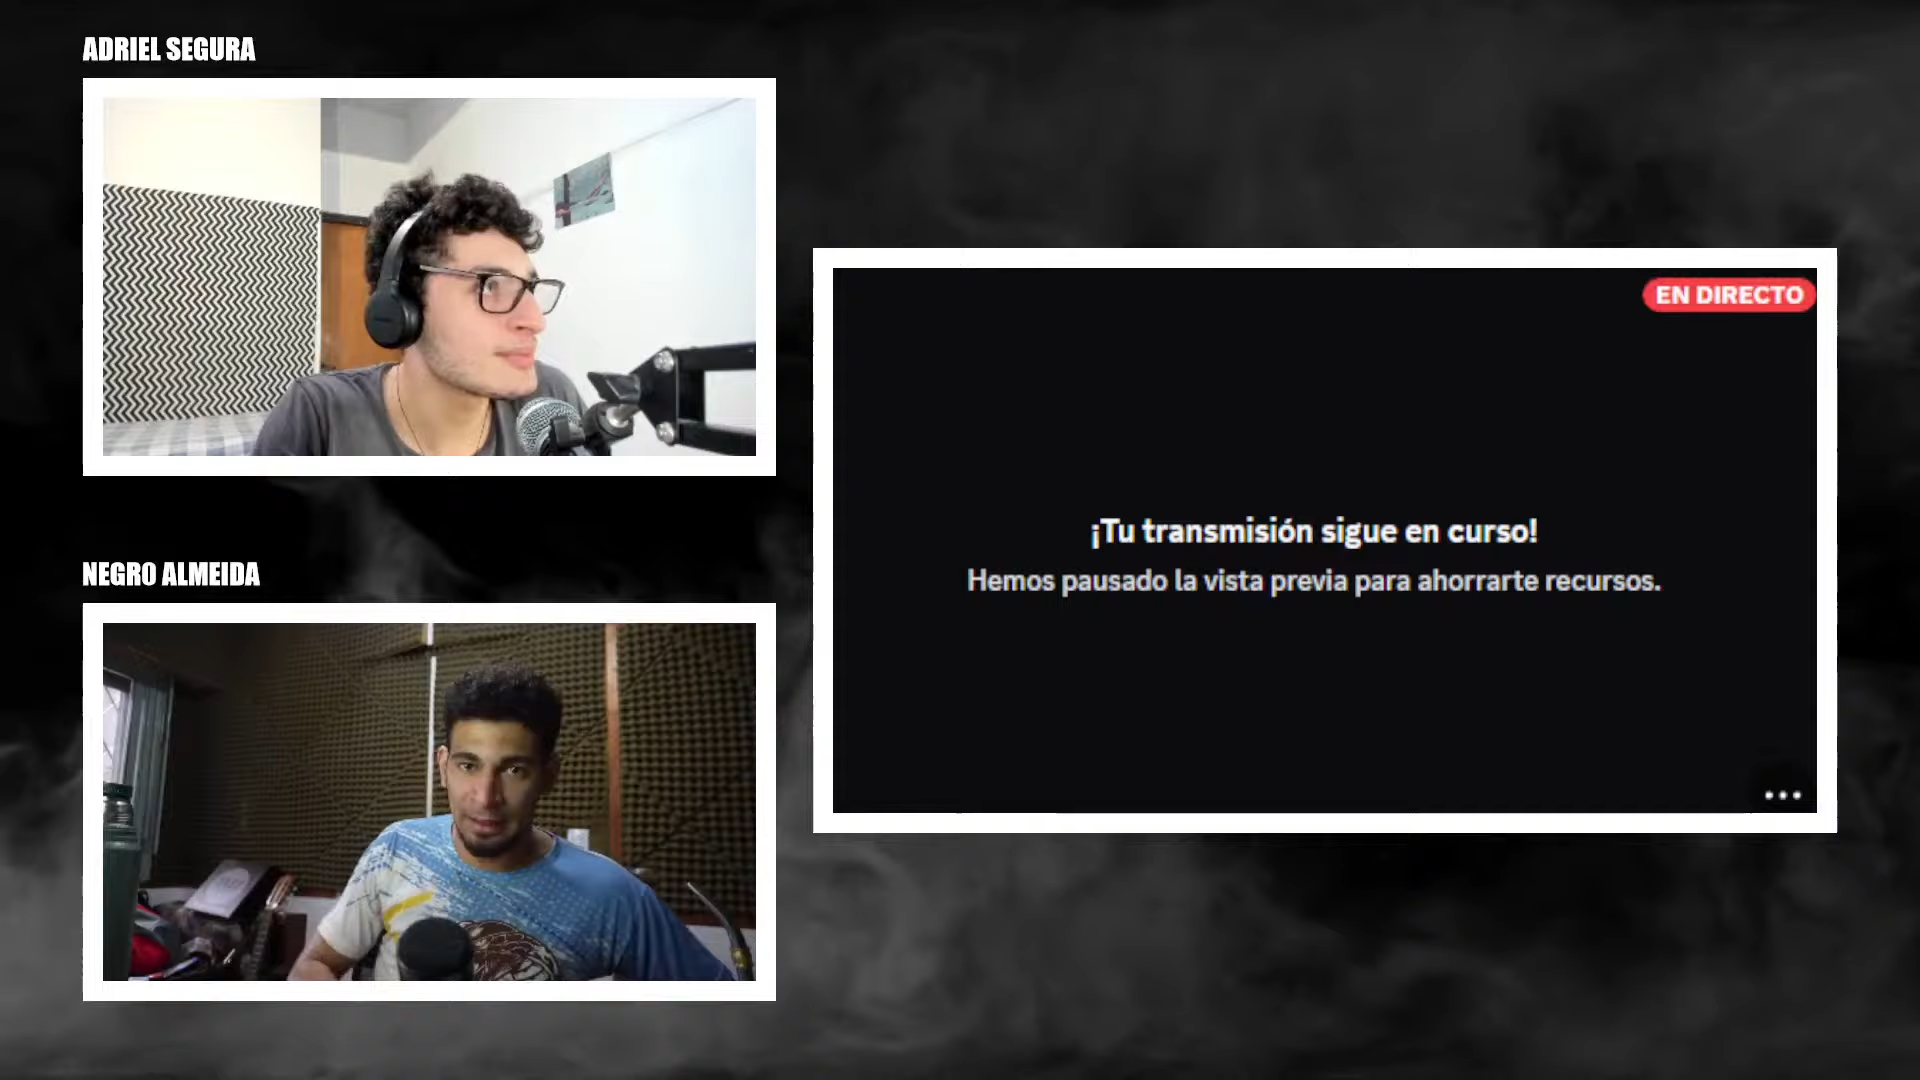 ADRIEL SEGURA
EN DIRECTO
¡Tu transmisión sigue en curso!
Hemos pausado la vista previa para ahorrarte recursos.
NEGRO ALMEIDA